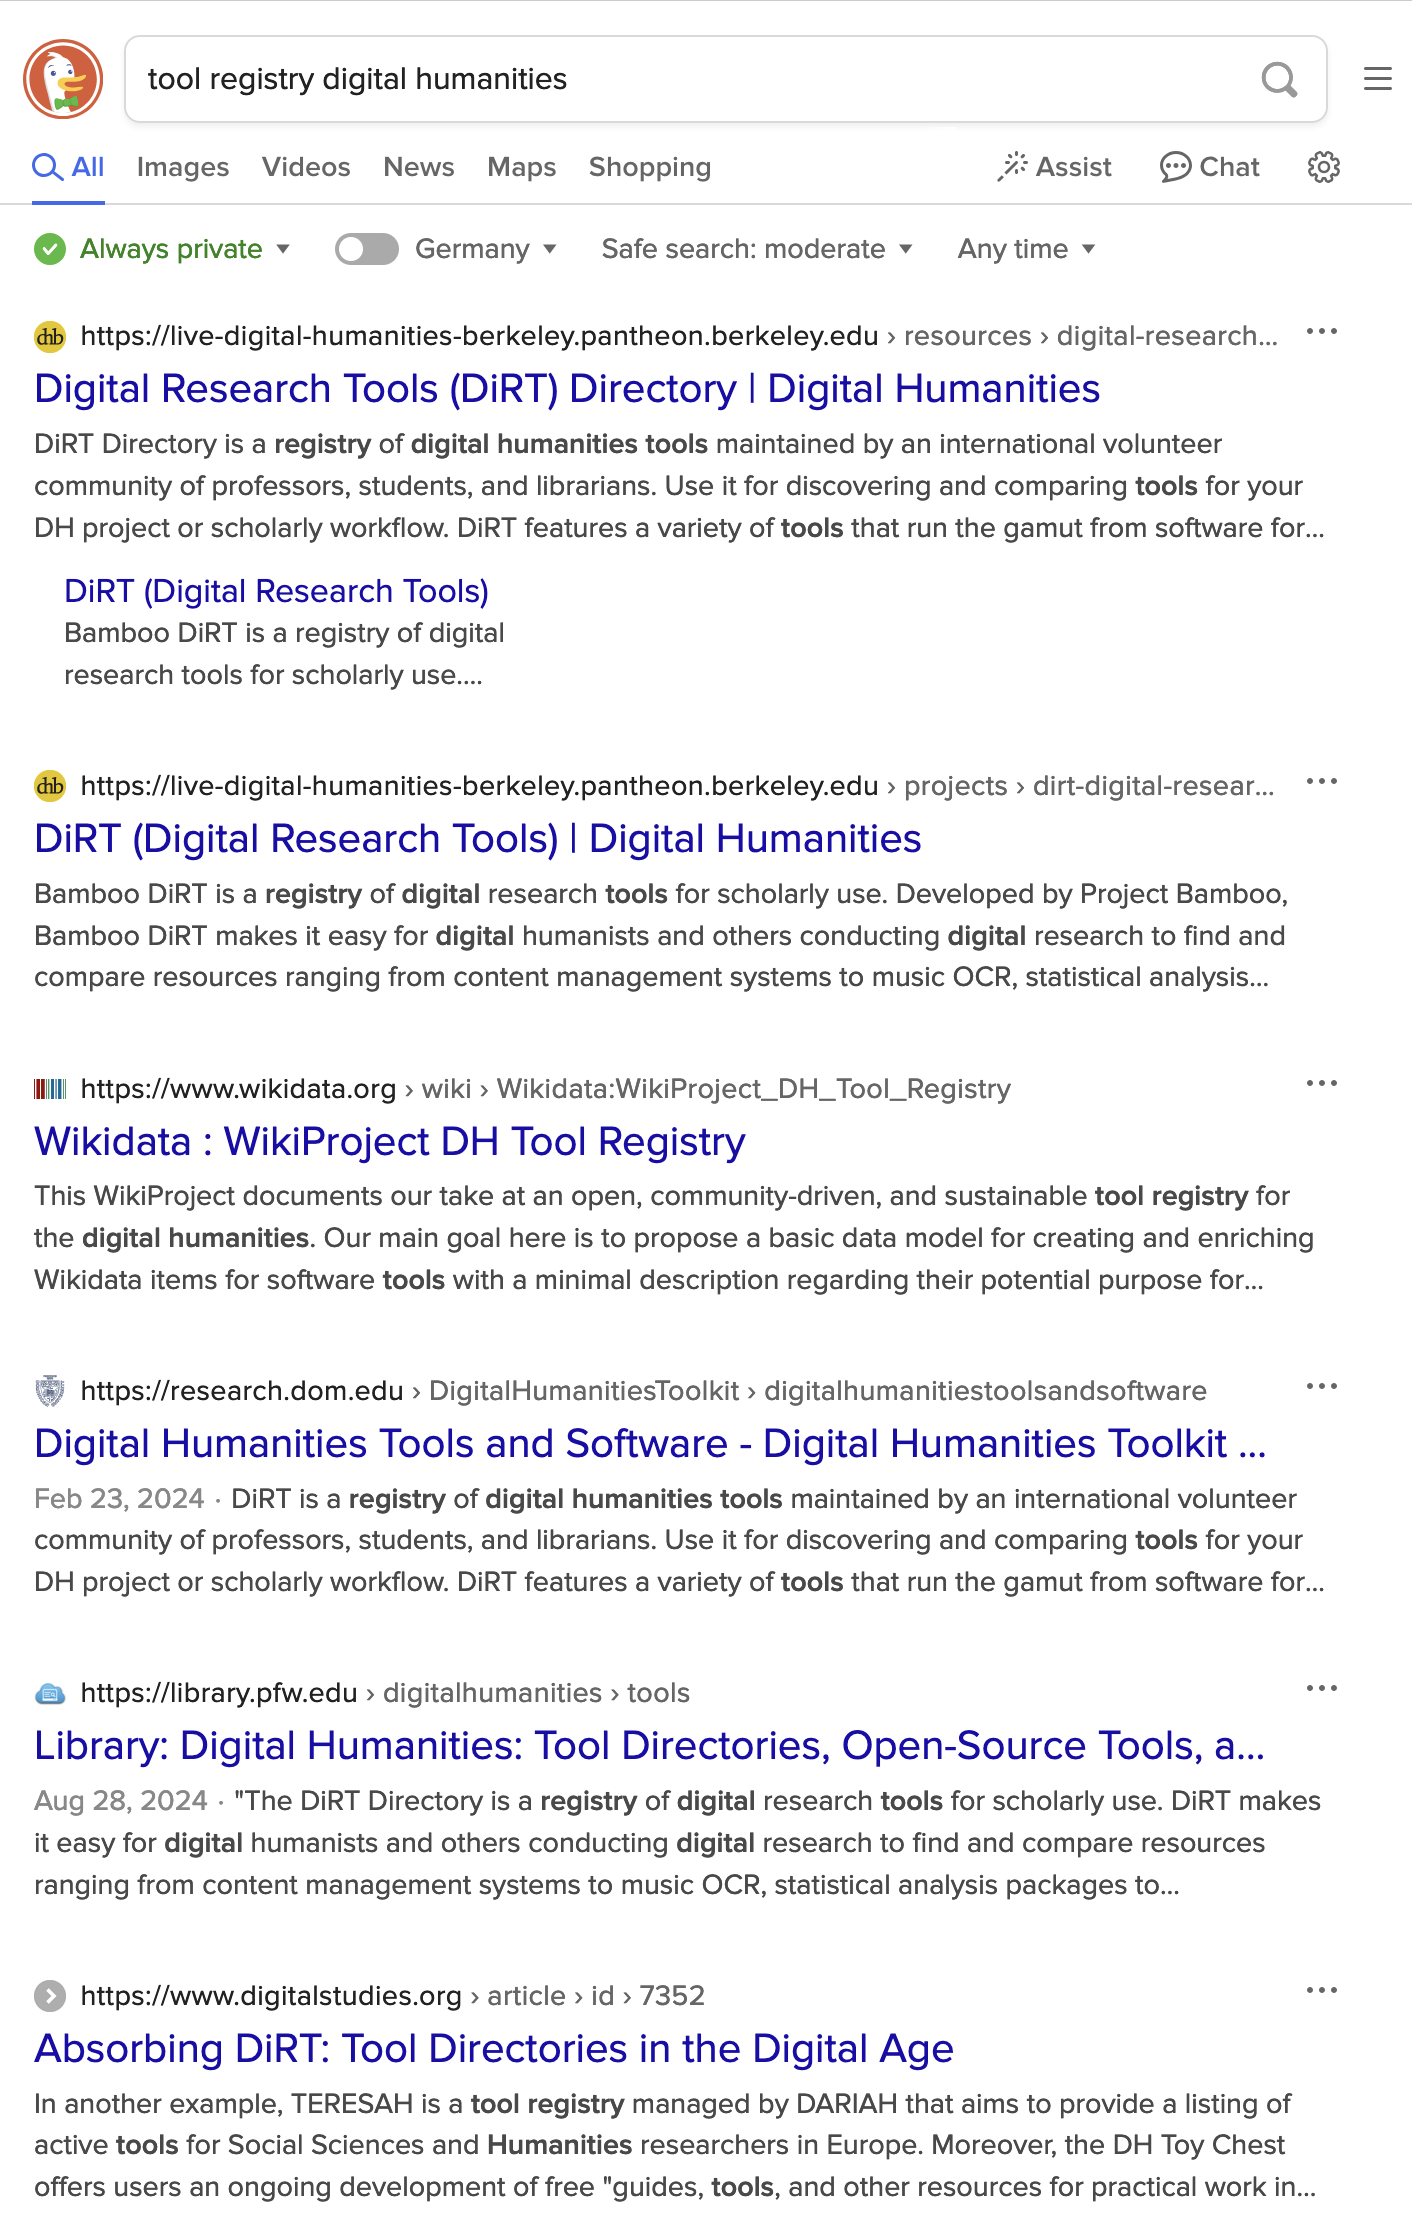 tool registry digital humanities
All Images Videos News Maps Shopping Assist Chat
Always private Germany Safe search: moderate Any time
dhb https://live-digital-humanities-berkeley.pantheon.berkeley.edu › resources › digital-research...
Digital Research Tools (DiRT) Directory | Digital Humanities
DiRT Directory is a registry of digital humanities tools maintained by an international volunteer
community of professors, students, and librarians. Use it for discovering and comparing tools for your
DH project or scholarly workflow. DiRT features a variety of tools that run the gamut from software for...
DiRT (Digital Research Tools)
Bamboo DiRT is a registry of digital
research tools for scholarly use....
dhb https://live-digital-humanities-berkeley.pantheon.berkeley.edu › projects › dirt-digital-resear...
DiRT (Digital Research Tools) | Digital Humanities
Bamboo DiRT is a registry of digital research tools for scholarly use. Developed by Project Bamboo,
Bamboo DiRT makes it easy for digital humanists and others conducting digital research to find and
compare resources ranging from content management systems to music OCR, statistical analysis...
https://www.wikidata.org › wiki › Wikidata:WikiProject_DH_Tool_Registry
Wikidata : WikiProject DH Tool Registry
This WikiProject documents our take at an open, community-driven, and sustainable tool registry for
the digital humanities. Our main goal here is to propose a basic data model for creating and enriching
Wikidata items for software tools with a minimal description regarding their potential purpose for...
https://research.dom.edu › DigitalHumanitiesToolkit › digitalhumanitiestoolsandsoftware
Digital Humanities Tools and Software - Digital Humanities Toolkit ...
Feb 23, 2024 · DiRT is a registry of digital humanities tools maintained by an international volunteer
community of professors, students, and librarians. Use it for discovering and comparing tools for your
DH project or scholarly workflow. DiRT features a variety of tools that run the gamut from software for...
https://library.pfw.edu › digitalhumanities › tools
Library: Digital Humanities: Tool Directories, Open-Source Tools, a...
Aug 28, 2024 · "The DiRT Directory is a registry of digital research tools for scholarly use. DiRT makes
it easy for digital humanists and others conducting digital research to find and compare resources
ranging from content management systems to music OCR, statistical analysis packages to...
https://www.digitalstudies.org › article › id › 7352
Absorbing DiRT: Tool Directories in the Digital Age
In another example, TERESAH is a tool registry managed by DARIAH that aims to provide a listing of
active tools for Social Sciences and Humanities researchers in Europe. Moreover, the DH Toy Chest
offers users an ongoing development of free "guides, tools, and other resources for practical work in...